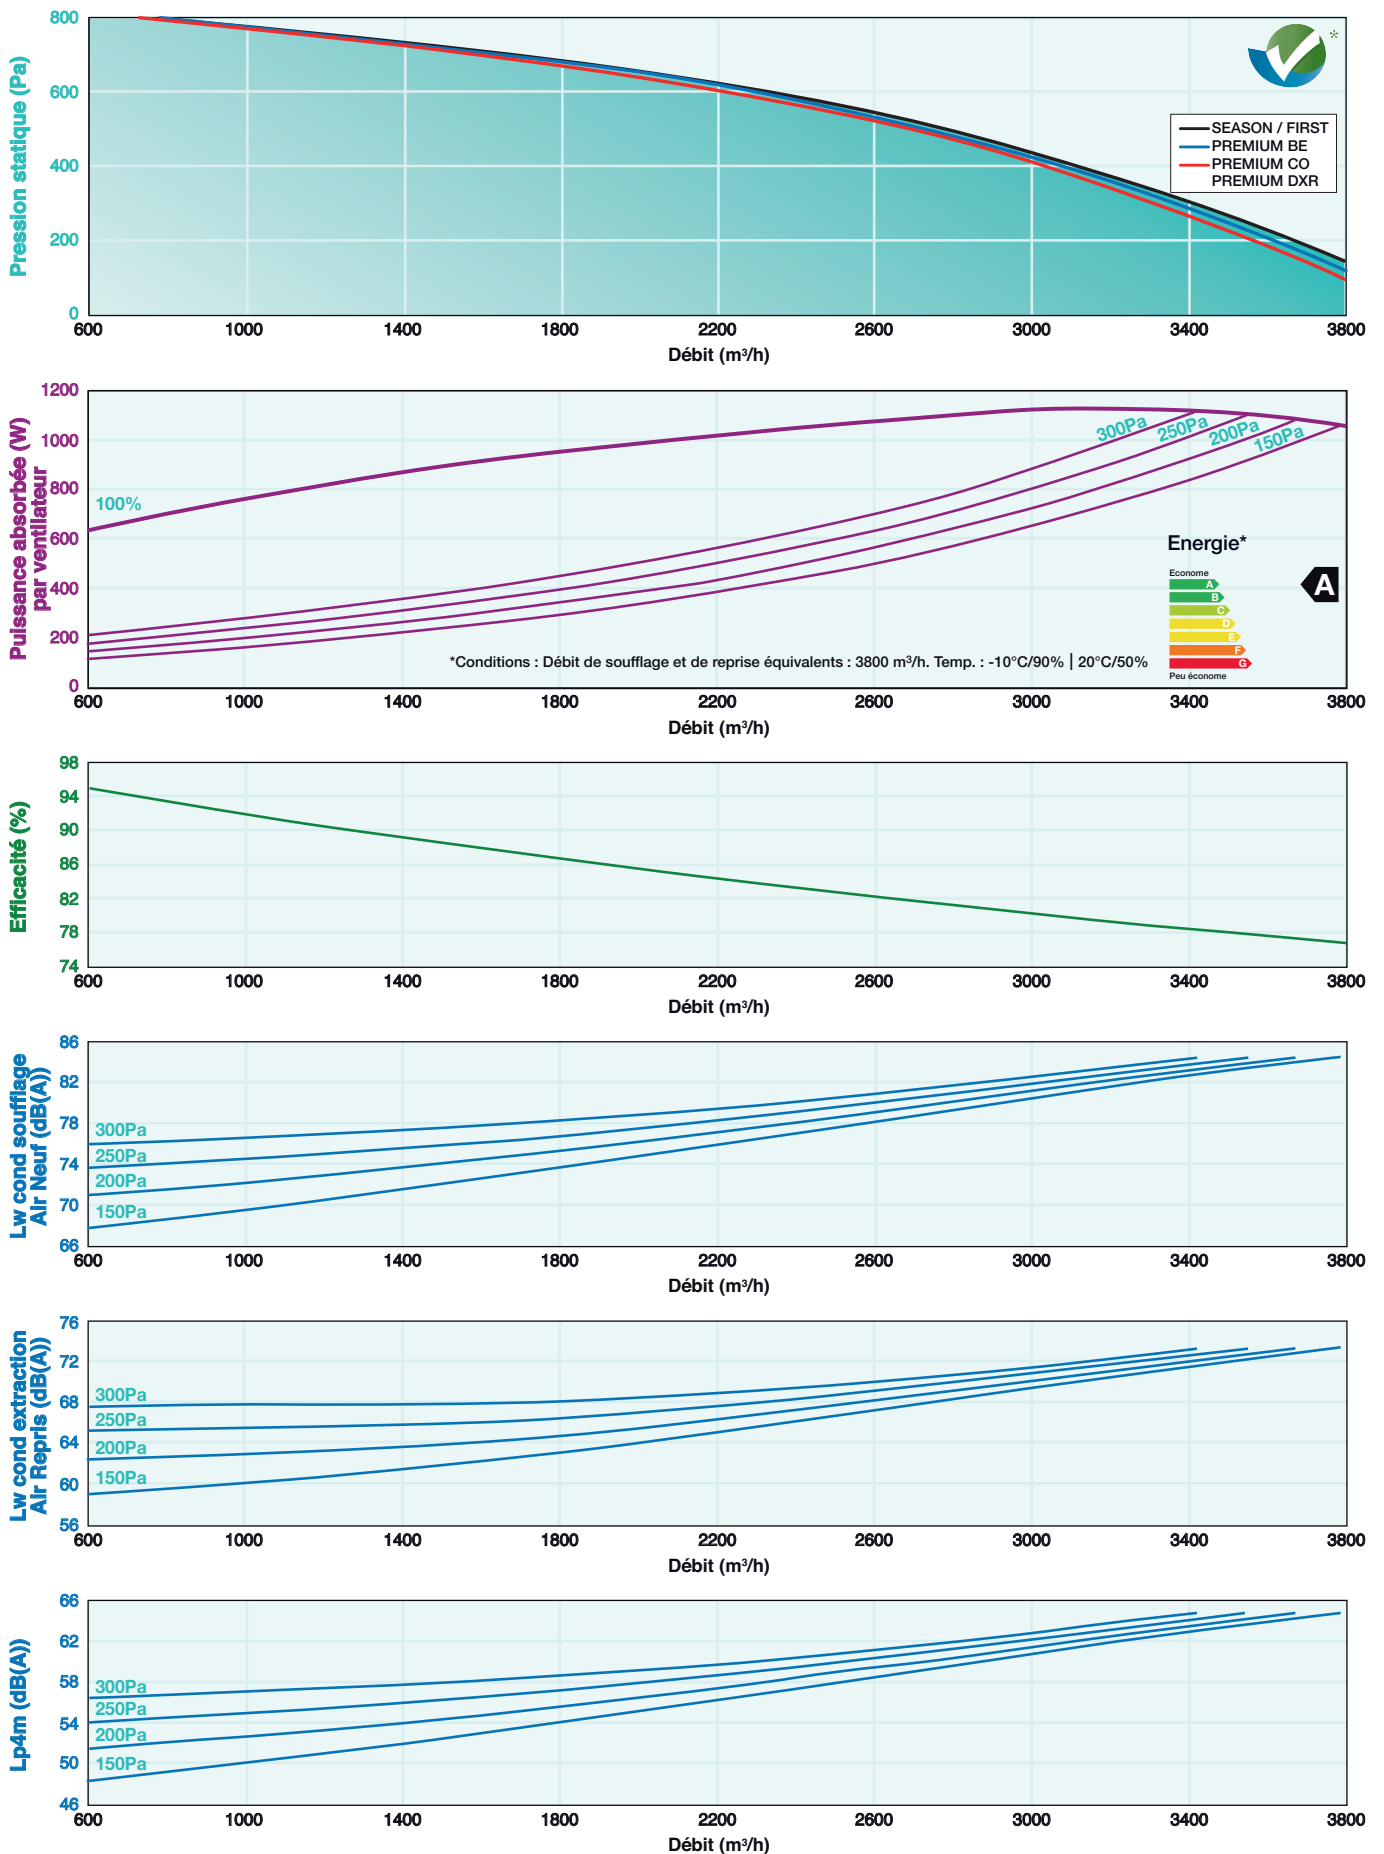 Pression statique (Pa)
800
600
400
200
0
*
SEASON / FIRST
PREMIUM BE
PREMIUM CO
PREMIUM DXR
600 1000 1400 1800 2200 2600 3000 3400 3800
Débit (m³/h)
Puissance absorbée (W)
par ventilateur
1200
1000
800
600
400
200
0
100%
300Pa
250Pa
200Pa
150Pa
Energie*
Econome
A
B
C
D
E
F
G
Peu économe
A
*Conditions : Débit de soufflage et de reprise équivalents : 3800 m³/h. Temp. : -10°C/90% | 20°C/50%
600 1000 1400 1800 2200 2600 3000 3400 3800
Débit (m³/h)
Efficacité (%)
98
94
90
86
82
78
74
600 1000 1400 1800 2200 2600 3000 3400 3800
Débit (m³/h)
Lw cond soufflage
Air Neuf (dB(A))
86
82
78
74
70
66
300Pa
250Pa
200Pa
150Pa
600 1000 1400 1800 2200 2600 3000 3400 3800
Débit (m³/h)
Lw cond extraction
Air Repris (dB(A))
76
72
68
64
60
56
300Pa
250Pa
200Pa
150Pa
600 1000 1400 1800 2200 2600 3000 3400 3800
Débit (m³/h)
Lp4m (dB(A))
66
62
58
54
50
46
300Pa
250Pa
200Pa
150Pa
600 1000 1400 1800 2200 2600 3000 3400 3800
Débit (m³/h)